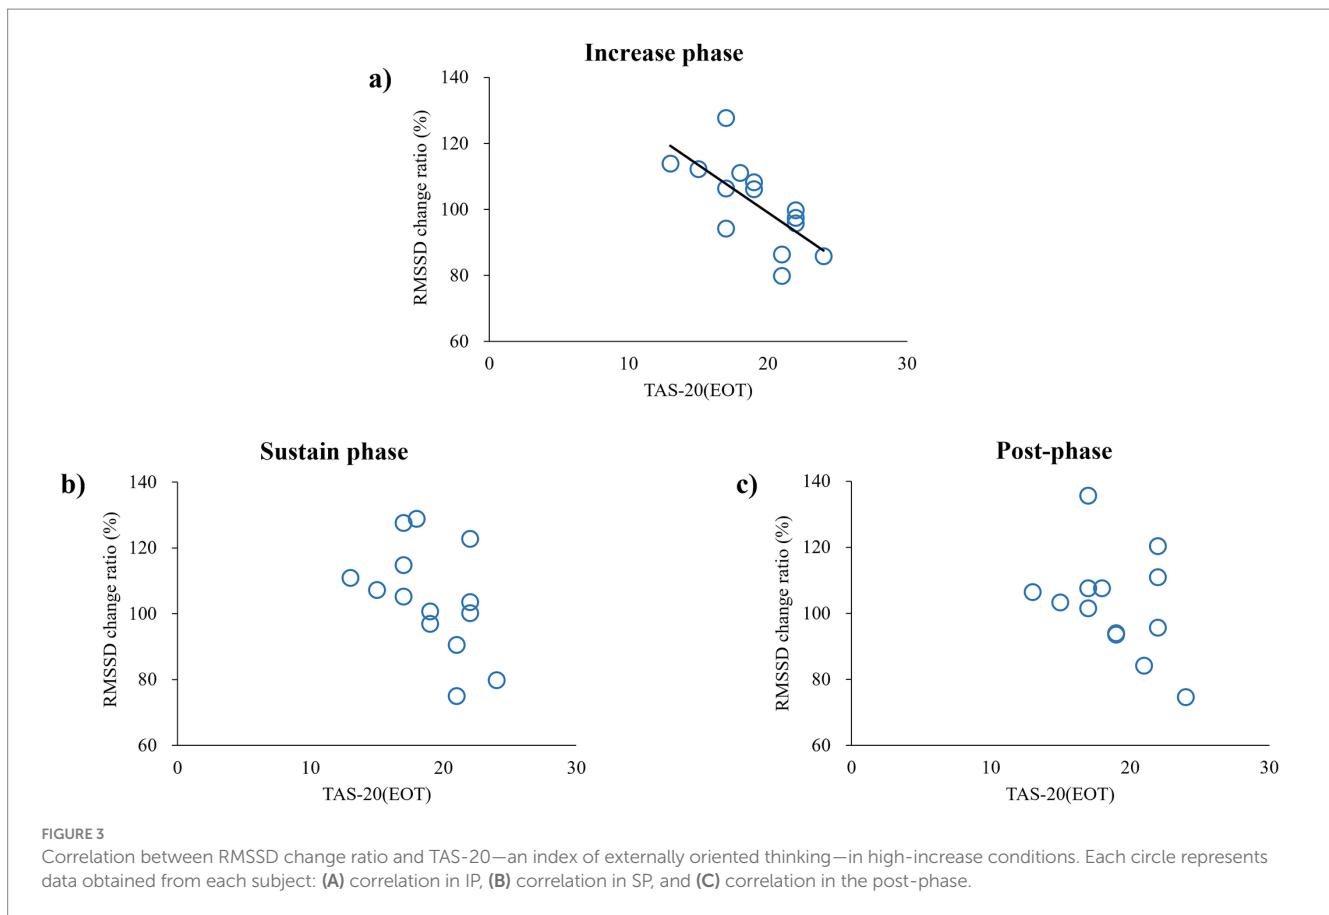 Increase phase
a)
RMSSD change ratio (%)
140
120
100
80
60
0
10
20
30
TAS-20(EOT)
Sustain phase
b)
RMSSD change ratio (%)
140
120
100
80
60
0
10
20
30
TAS-20(EOT)
Post-phase
c)
RMSSD change ratio (%)
140
120
100
80
60
0
10
20
30
TAS-20(EOT)
FIGURE 3
Correlation between RMSSD change ratio and TAS-20—an index of externally oriented thinking—in high-increase conditions. Each circle represents
data obtained from each subject: (A) correlation in IP, (B) correlation in SP, and (C) correlation in the post-phase.